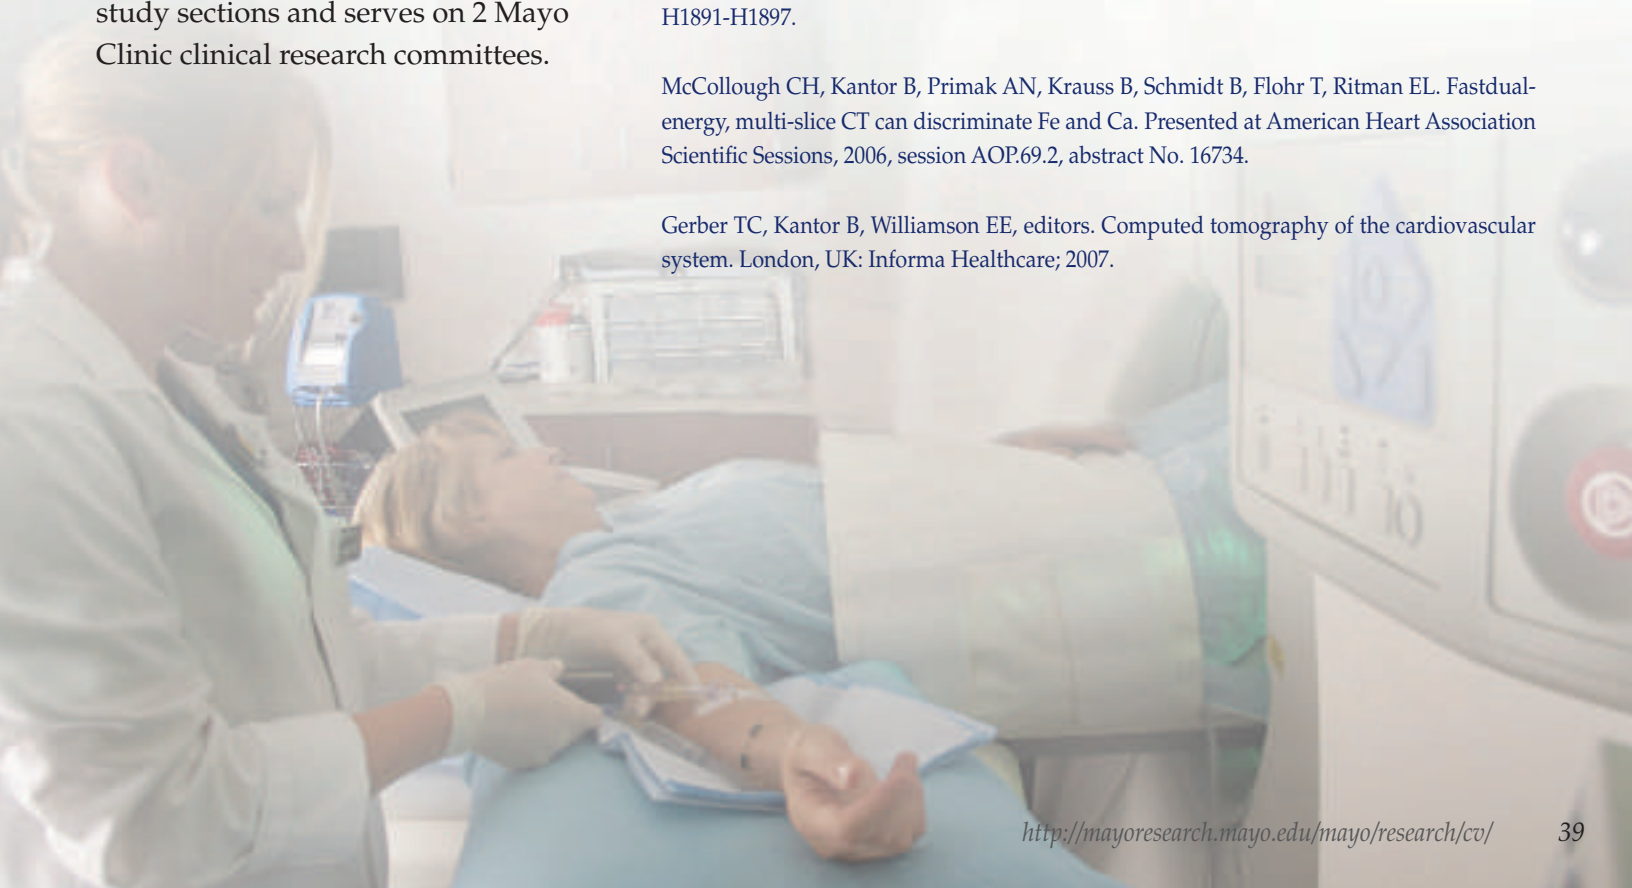 study sections and serves on 2 Mayo
Clinic clinical research committees.
H1891-H1897.
McCollough CH, Kantor B, Primak AN, Krauss B, Schmidt B, Flohr T, Ritman EL. Fastdual-
energy, multi-slice CT can discriminate Fe and Ca. Presented at American Heart Association
Scientific Sessions, 2006, session AOP.69.2, abstract No. 16734.
Gerber TC, Kantor B, Williamson EE, editors. Computed tomography of the cardiovascular
system. London, UK: Informa Healthcare; 2007.
http://mayoresearch.mayo.edu/mayo/research/cv/ 39